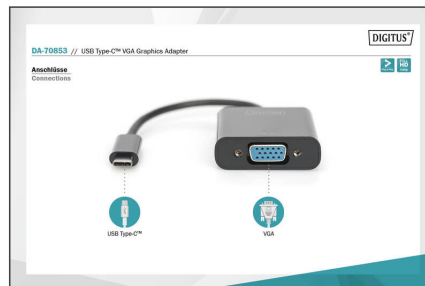 DIGITUS®
DA-70853 // USB Type-C™ VGA Graphics Adapter
Anschlüsse
Connections
USB Type-C™
VGA